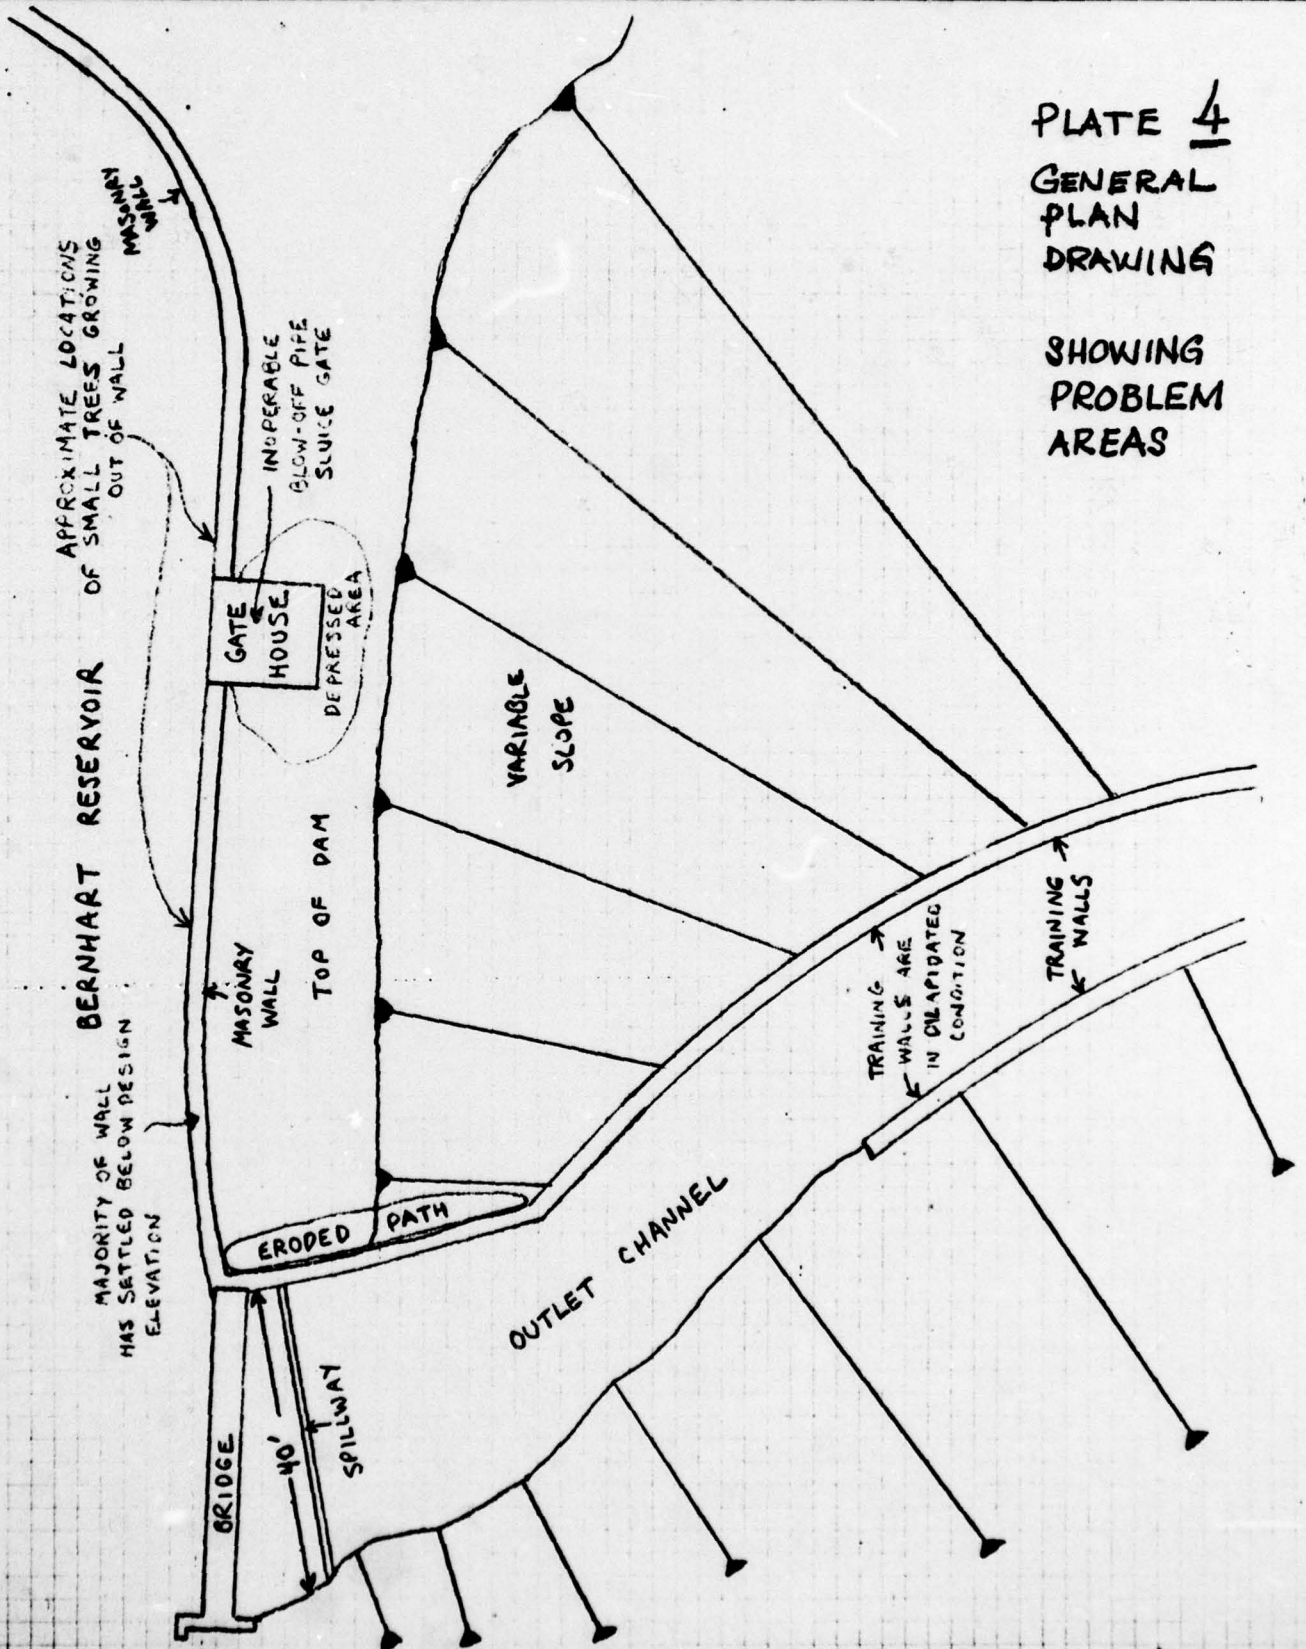 PLATE 4
GENERAL
PLAN
DRAWING
SHOWING
PROBLEM
AREAS
BERNHART RESERVOIR
APPROXIMATE LOCATIONS
OF SMALL TREES GROWING
OUT OF WALL
MASONRY
WALL
INOPERABLE
BLOW-OFF PIPE
SLUICE GATE
GATE
HOUSE
DEPRESSED
AREA
MAJORITY OF WALL
HAS SETTLED BELOW DESIGN
ELEVATION
MASONRY
WALL
TOP OF DAM
VARIABLE
SLOPE
ERODED PATH
BRIDGE
40'
SPILLWAY
OUTLET CHANNEL
TRAINING
WALLS ARE
IN DILAPIDATED
CONDITION
TRAINING
WALLS